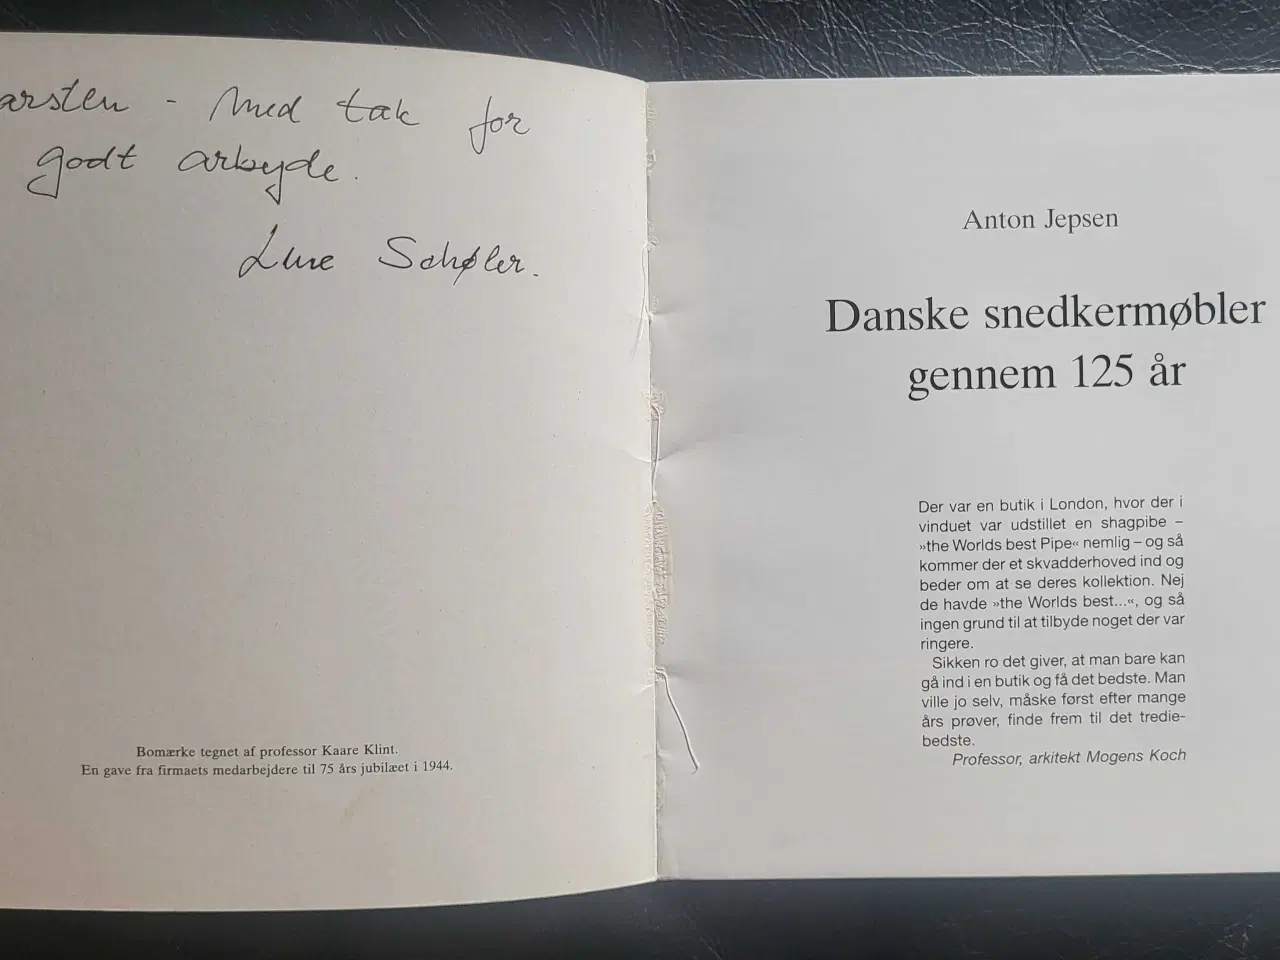 arsten - Med tak for
godt arbejde.
Schøler.
Bomærke tegnet af professor Kaare Klint.
En gave fra firmaets medarbejdere til 75 års jubilæet i 1944.
Anton Jepsen
Danske snedkermøbler
gennem 125 år
Der var en butik i London, hvor der i
vinduet var udstillet en shagpibe –
»the Worlds best Pipe« nemlig – og så
kommer der et skvadderhoved ind og
beder om at se deres kollektion. Nej
de havde »the Worlds best...«, og så
ingen grund til at tilbyde noget der var
ringere.
Sikken ro det giver, at man bare kan
gå ind i en butik og få det bedste. Man
ville jo selv, måske først efter mange
års prøver, finde frem til det tredie-
bedste.
Professor, arkitekt Mogens Koch